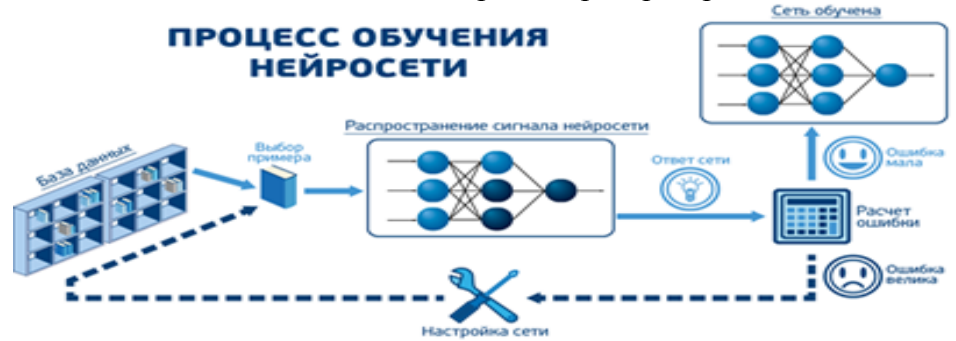 Сеть обучена
ПРОЦЕСС ОБУЧЕНИЯ
НЕЙРОСЕТИ
Распространение сигнала нейросети
База данных
Выбор
примера
Ответ сети
Ошибка
мала
Расчет
ошибки
Ошибка
велика
Настройка сети